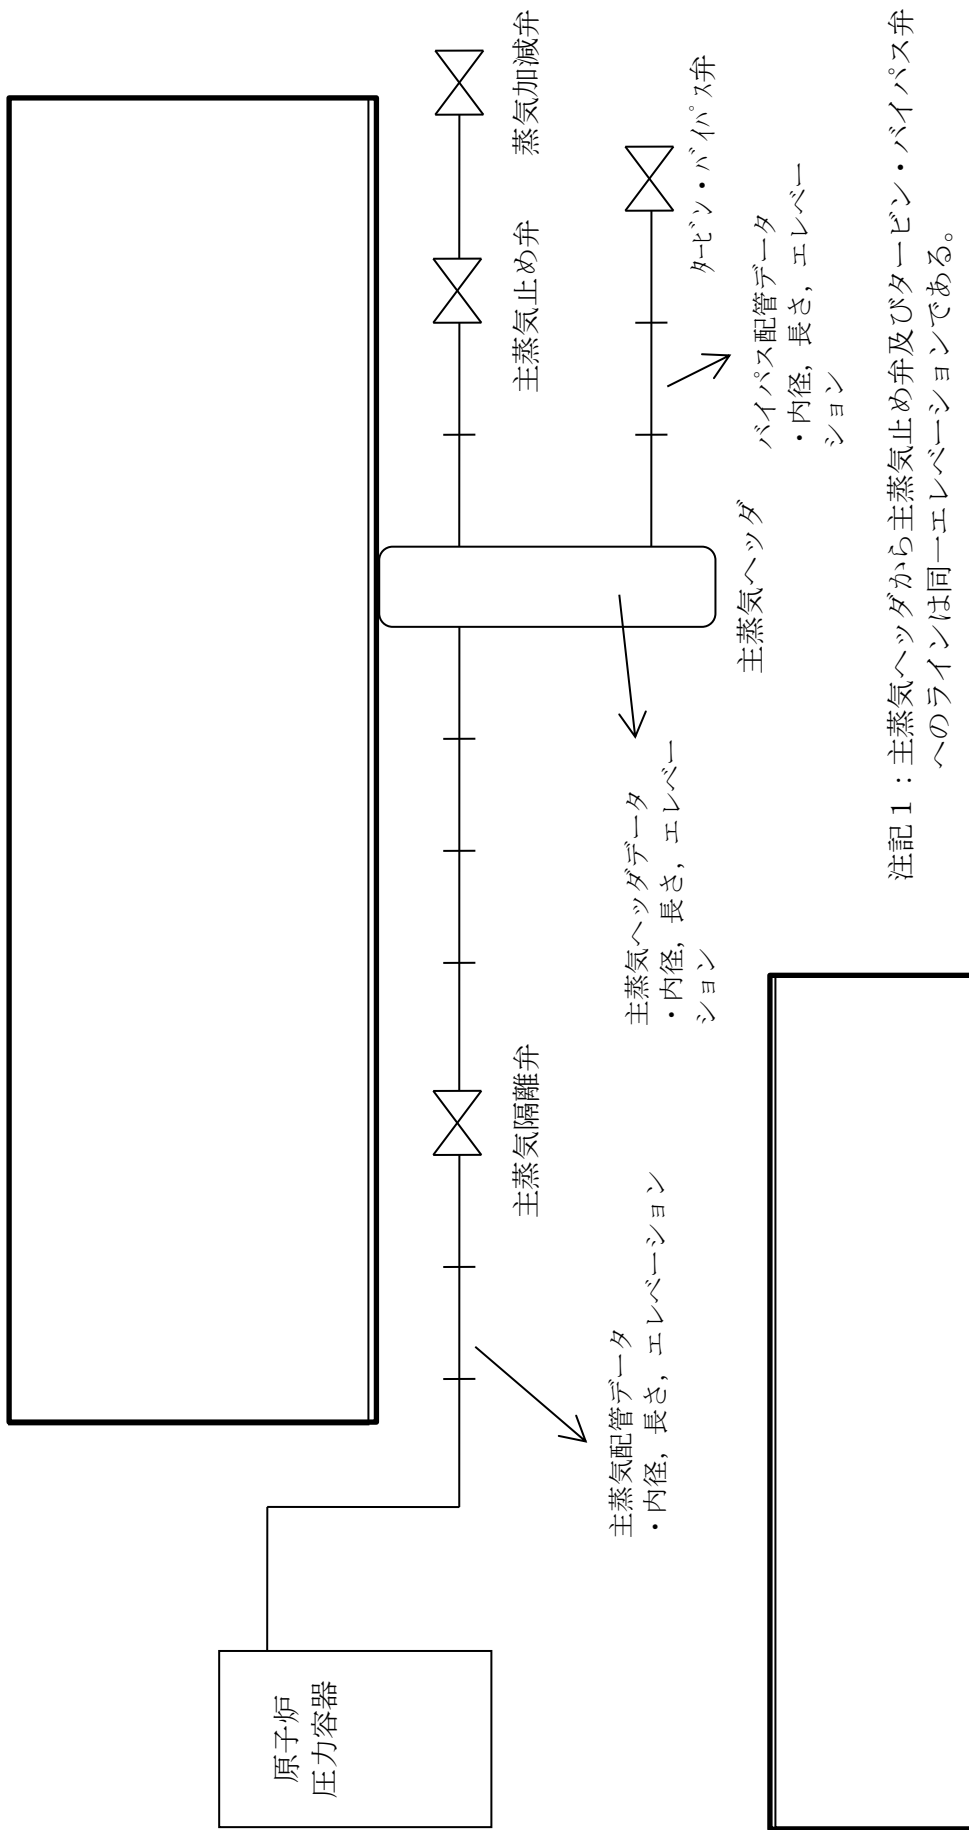 原子炉
圧力容器
主蒸気配管データ
・内径，長さ，エレベーション
主蒸気隔離弁
主蒸気ヘッダデータ
・内径，長さ，エレベー
ション
主蒸気ヘッダ
主蒸気止め弁
蒸気加減弁
バイパス配管データ
・内径，長さ，エレベー
ション
ﾀｰﾋﾞﾝ・ﾊﾞｲﾊﾟｽ弁
注記１：主蒸気ヘッダから主蒸気止め弁及びタービン・バイパス弁
へのラインは同一エレベーションである。